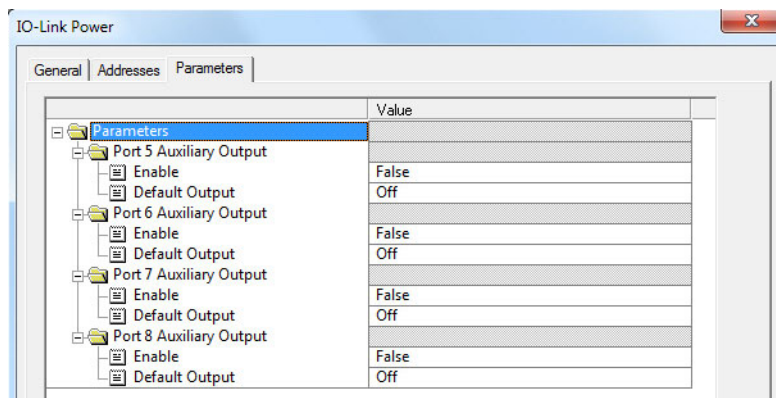 IO-Link Power
General Addresses Parameters
Value
Parameters
Port 5 Auxiliary Output
Enable False
Default Output Off
Port 6 Auxiliary Output
Enable False
Default Output Off
Port 7 Auxiliary Output
Enable False
Default Output Off
Port 8 Auxiliary Output
Enable False
Default Output Off